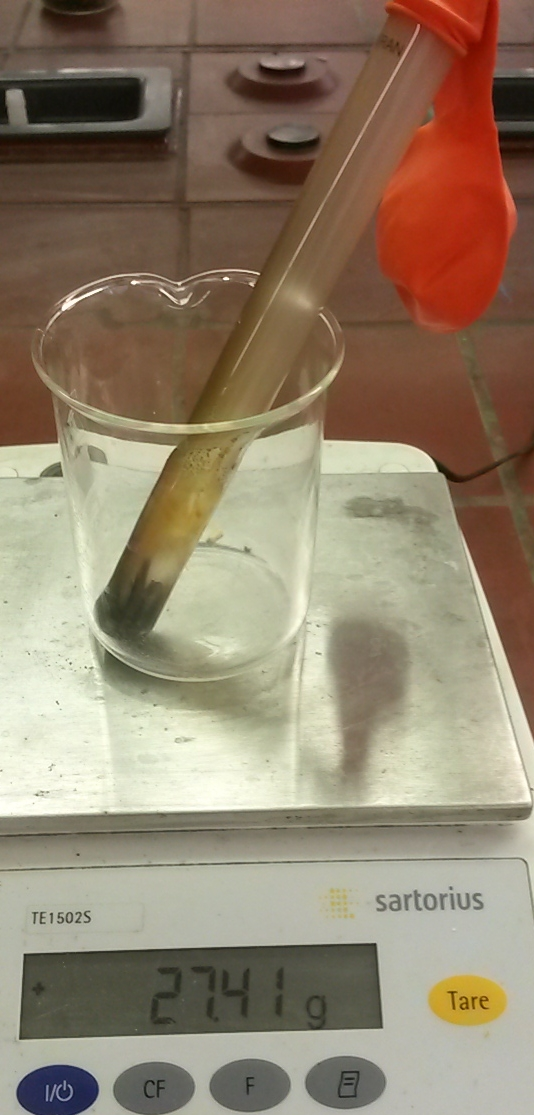 sartorius
TE1502S
27.41 g
Tare
I/⏻
CF
F